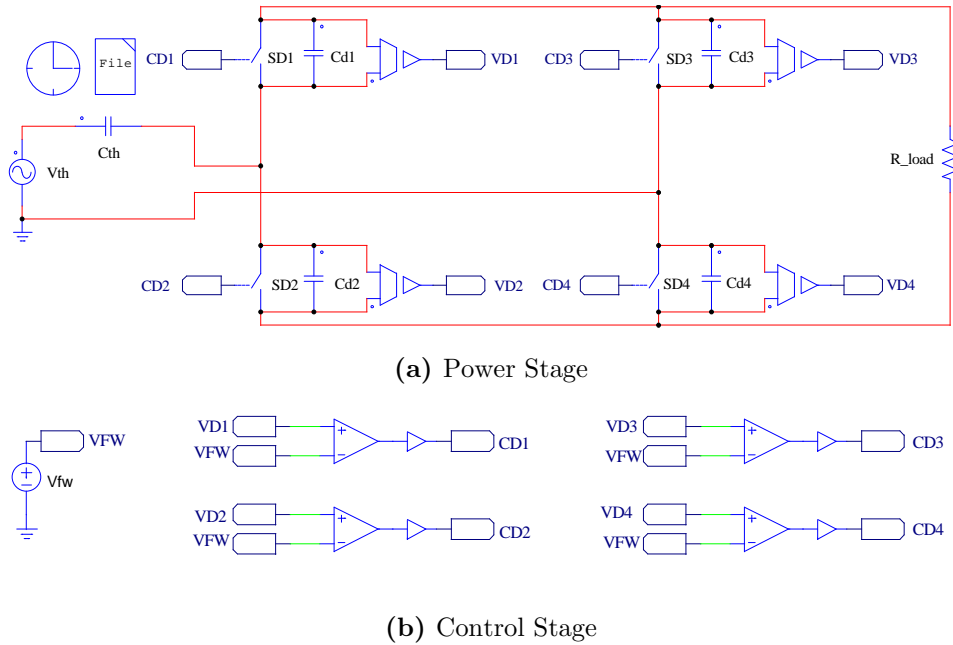 File
CD1
SD1
Cd1
VD1
CD3
SD3
Cd3
VD3
Cth
Vth
R_load
CD2
SD2
Cd2
VD2
CD4
SD4
Cd4
VD4
(a) Power Stage
VFW
Vfw
VD1
VFW
CD1
VD3
VFW
CD3
VD2
VFW
CD2
VD4
VFW
CD4
(b) Control Stage